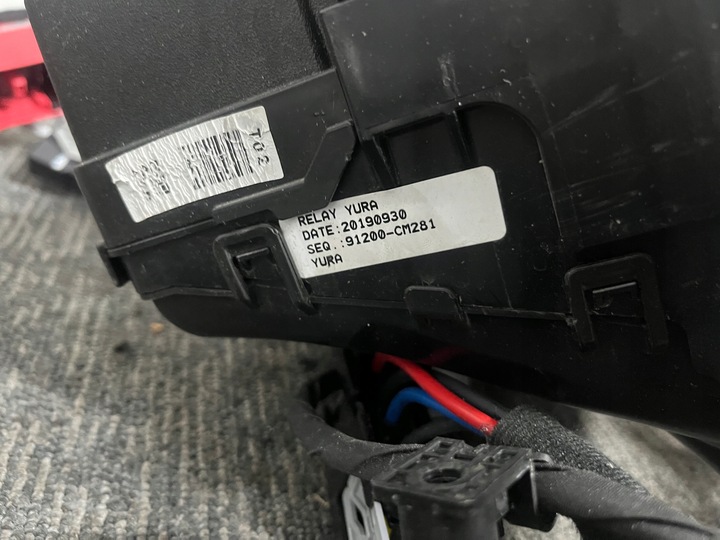 T02
RELAY YURA
DATE:20190930
SEQ.:91200-CM281
YURA